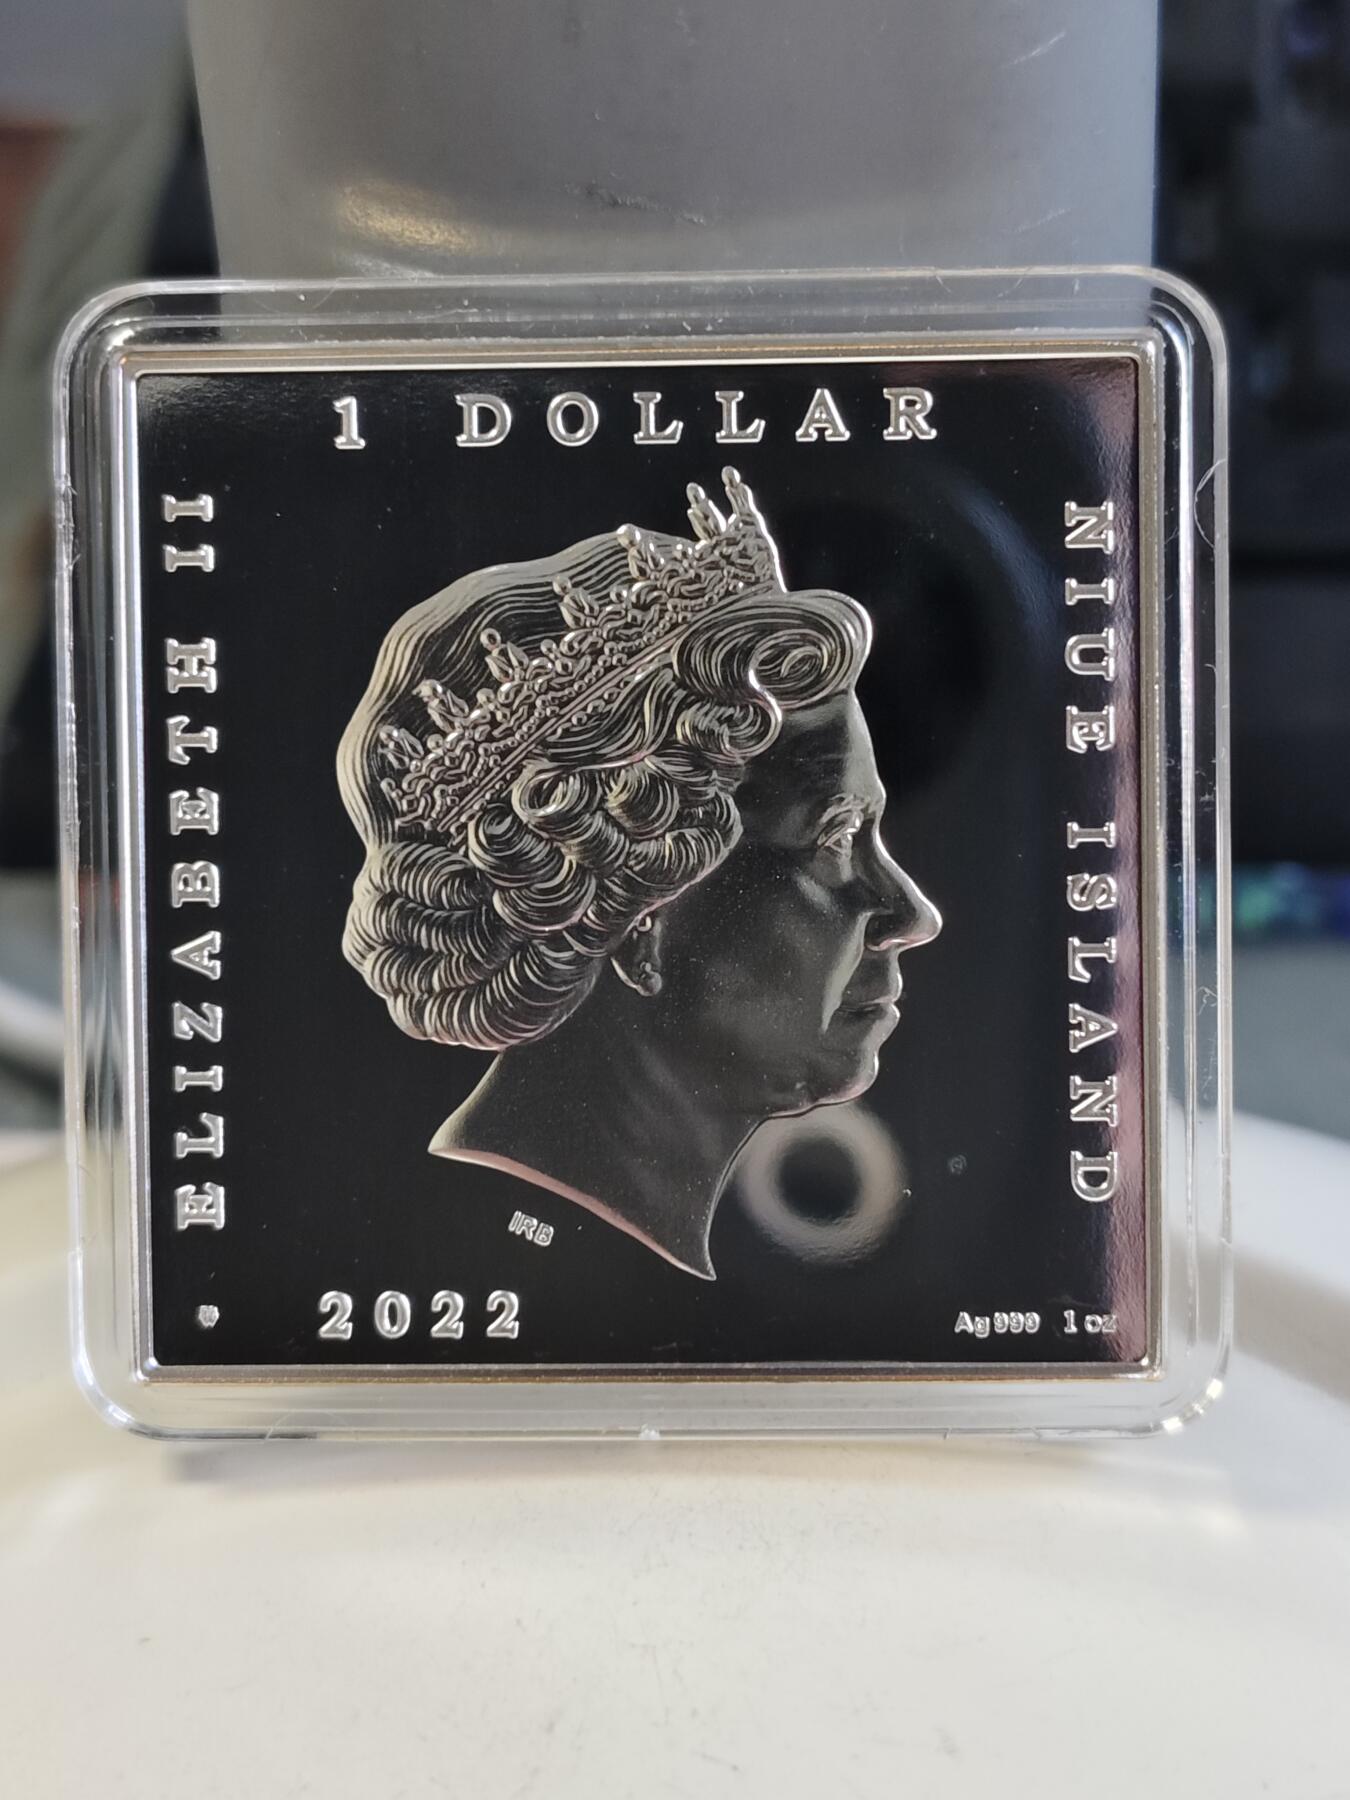 1 DOLLAR
ELIZABETH II
NIUE ISLAND
IRB
2022
Ag 999 1 oz